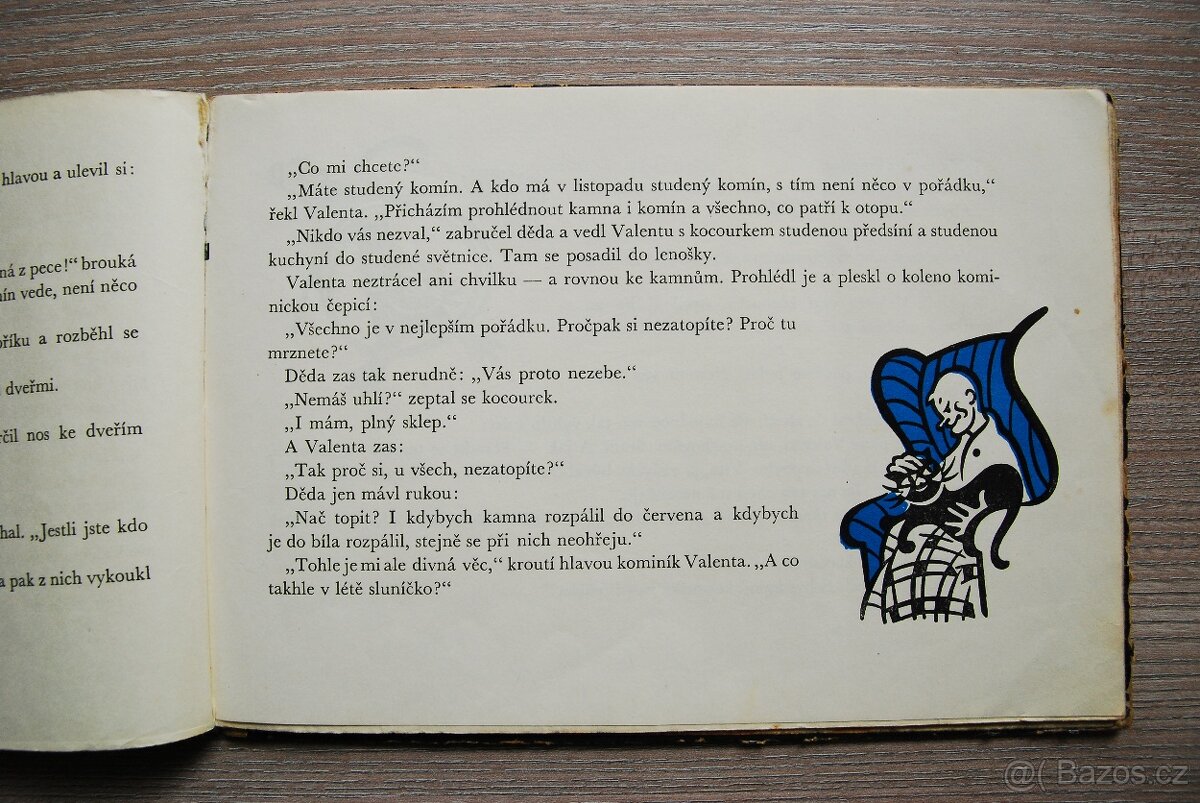 hlavou a ulevil si:
ná z pece!“ brouká
ín vede, není něco
oříku a rozběhl se
dveřmi.
rčil nos ke dveřím
hal. „Jestli jste kdo
a pak z nich vykoukl
„Co mi chcete?“
„Máte studený komín. A kdo má v listopadu studený komín, s tím není něco v pořádku,“
řekl Valenta. „Přicházím prohlédnout kamna i komín a všechno, co patří k otopu.“
„Nikdo vás nezval,“ zabručel děda a vedl Valentu s kocourkem studenou předsíní a studenou
kuchyní do studené světnice. Tam se posadil do lenošky.
Valenta neztrácel ani chvilku — a rovnou ke kamnům. Prohlédl je a pleskl o koleno komi-
nickou čepicí:
„Všechno je v nejlepším pořádku. Pročpak si nezatopíte? Proč tu
mrznete?“
Děda zas tak nerudně: „Vás proto nezebe.“
„Nemáš uhlí?“ zeptal se kocourek.
„I mám, plný sklep.“
A Valenta zas:
„Tak proč si, u všech, nezatopíte?“
Děda jen mávl rukou:
„Nač topit? I kdybych kamna rozpálil do červena a kdybych
je do běla rozpálil, stejně se při nich neohřeju.“
„Tohle je mi ale divná věc,“ kroutí hlavou kominík Valenta. „A co
takhle v létě sluníčko?“
@( Bazos.cz